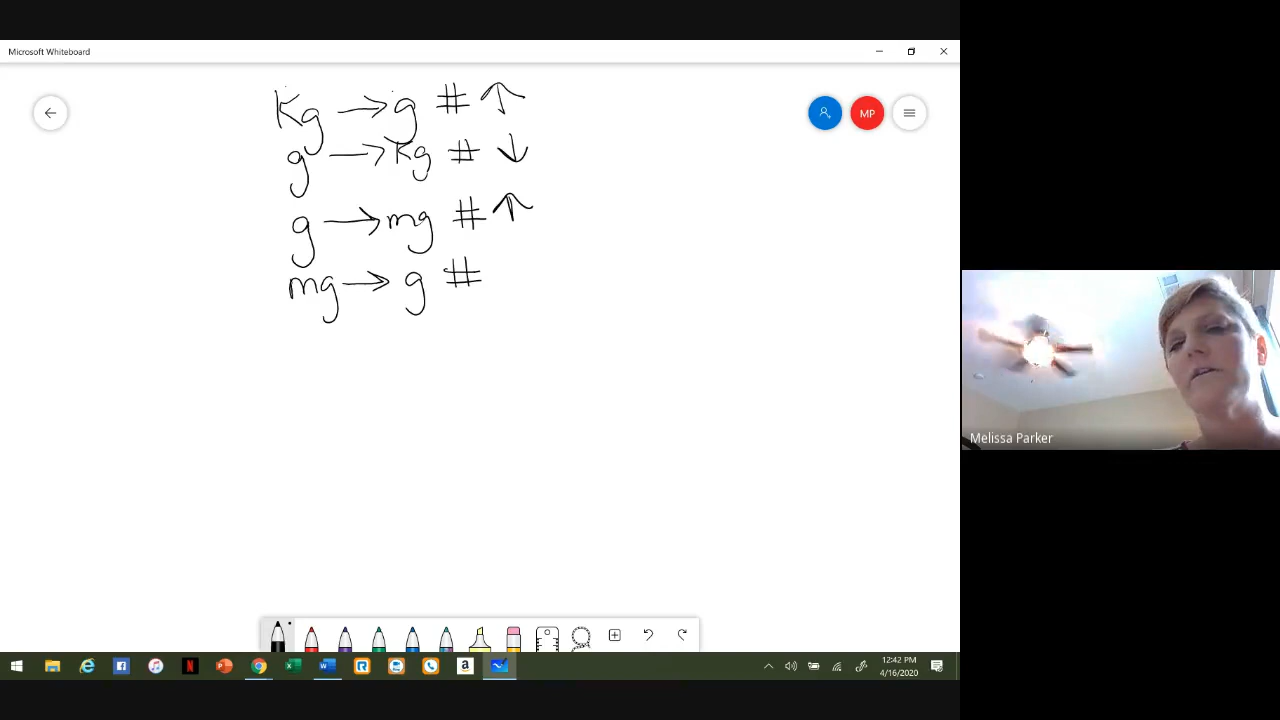 Microsoft Whiteboard
Kg → g # ↑
g → Kg # ↓
g → mg # ↑
mg → g #
MP
Melissa Parker
12:42 PM
4/16/2020